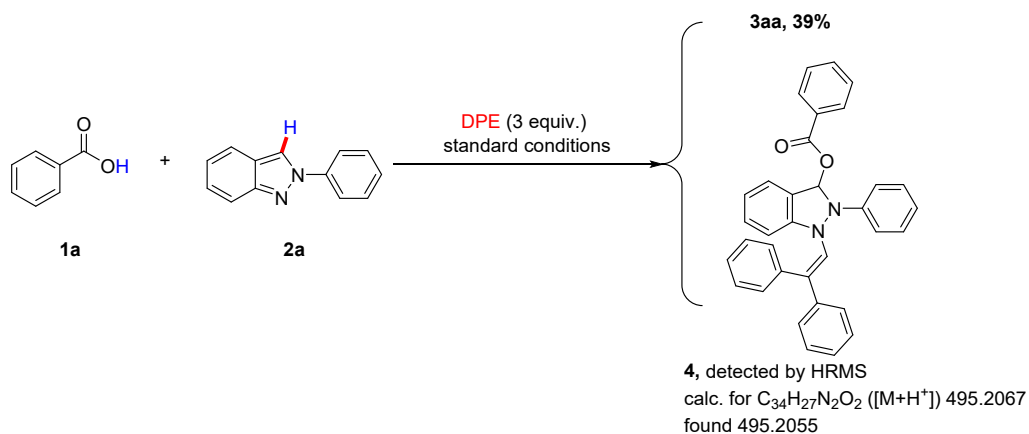 3aa, 39%
O
OH
1a
+
H
N
N
2a
DPE (3 equiv.)
standard conditions
O
O
N
N
4, detected by HRMS
calc. for C₃₄H₂₇N₂O₂ ([M+H⁺]) 495.2067
found 495.2055